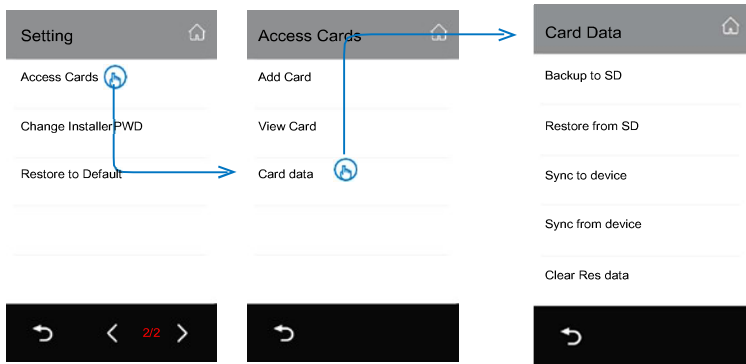 Setting
Access Cards
Change Installer PWD
Restore to Default
2/2
Access Cards
Add Card
View Card
Card data
Card Data
Backup to SD
Restore from SD
Sync to device
Sync from device
Clear Res data